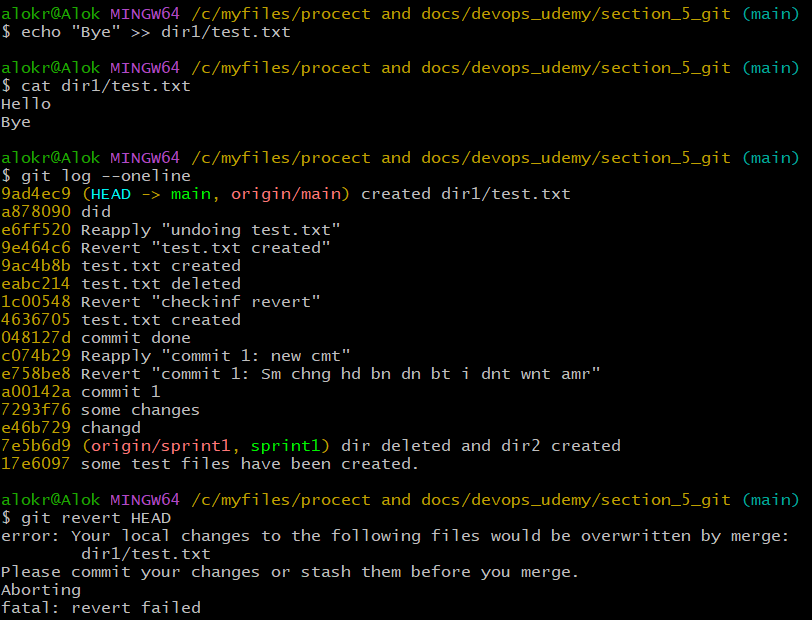 alokr@Alok MINGW64 /c/myfiles/procect and docs/devops_udemy/section_5_git (main)
$ echo "Bye" >> dir1/test.txt
alokr@Alok MINGW64 /c/myfiles/procect and docs/devops_udemy/section_5_git (main)
$ cat dir1/test.txt
Hello
Bye
alokr@Alok MINGW64 /c/myfiles/procect and docs/devops_udemy/section_5_git (main)
$ git log --oneline
9ad4ec9 (HEAD -> main, origin/main) created dir1/test.txt
a878090 did
e6ff520 Reapply "undoing test.txt"
9e464c6 Revert "test.txt created"
9ac4b8b test.txt created
eabc214 test.txt deleted
1c00548 Revert "checkinf revert"
4636705 test.txt created
048127d commit done
c074b29 Reapply "commit 1: new cmt"
e758be8 Revert "commit 1: Sm chng hd bn dn bt i dnt wnt amr"
a00142a commit 1
7293f76 some changes
e46b729 changd
7e5b6d9 (origin/sprint1, sprint1) dir deleted and dir2 created
17e6097 some test files have been created.
alokr@Alok MINGW64 /c/myfiles/procect and docs/devops_udemy/section_5_git (main)
$ git revert HEAD
error: Your local changes to the following files would be overwritten by merge:
        dir1/test.txt
Please commit your changes or stash them before you merge.
Aborting
fatal: revert failed